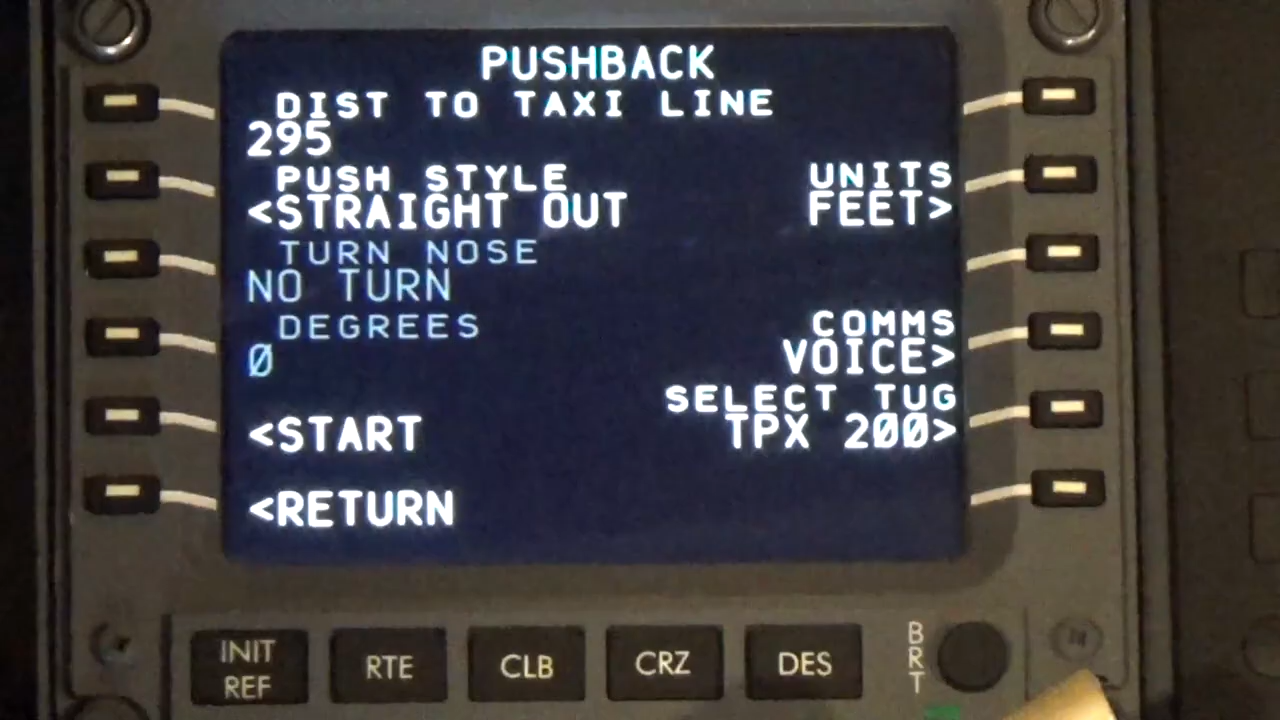 PUSHBACK
DIST TO TAXI LINE
295
PUSH STYLE UNITS
<STRAIGHT OUT FEET>
TURN NOSE
NO TURN
DEGREES COMMS
0 VOICE>
SELECT TUG
<START TPX 200>
<RETURN
INIT REF RTE CLB CRZ DES BRT